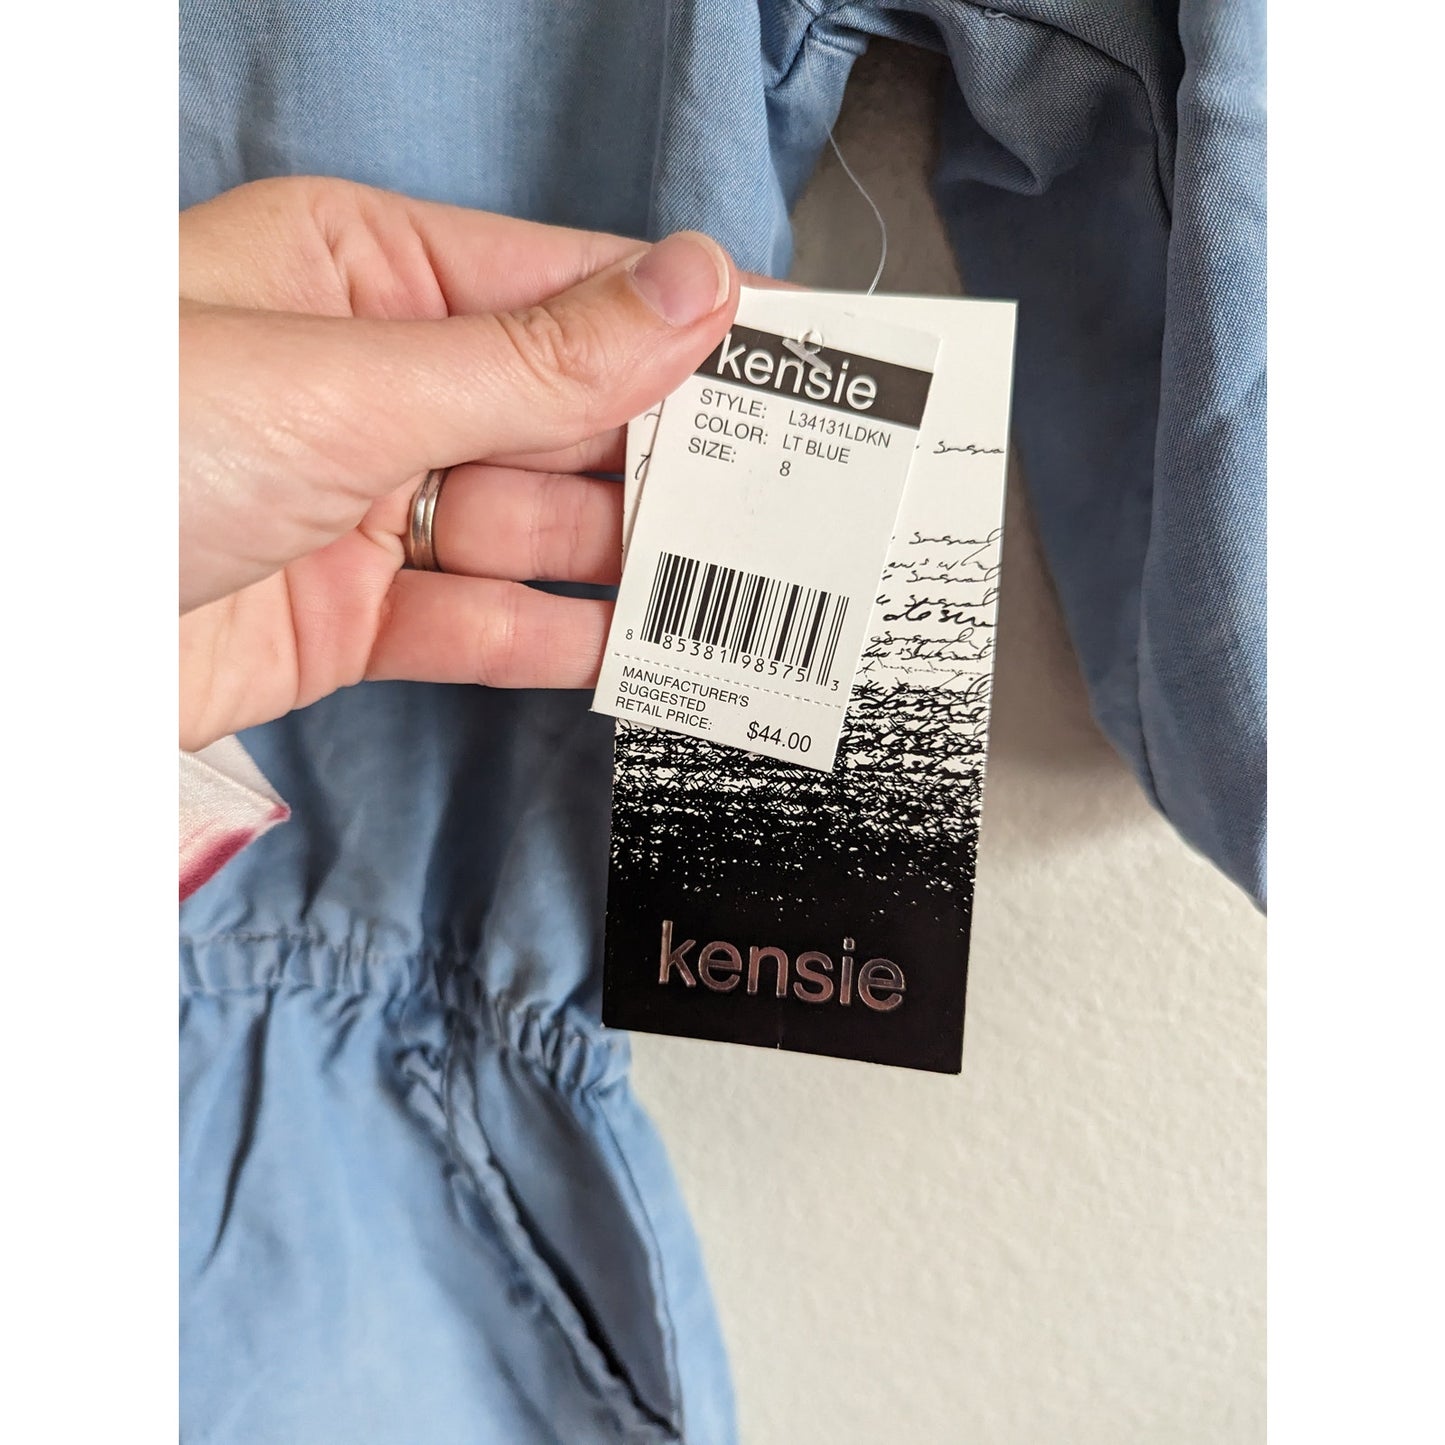 kensie
STYLE: L34131LDKN
COLOR: LT BLUE
SIZE: 8
8 85381 98575 3
MANUFACTURER'S
SUGGESTED
RETAIL PRICE: $44.00
kensie